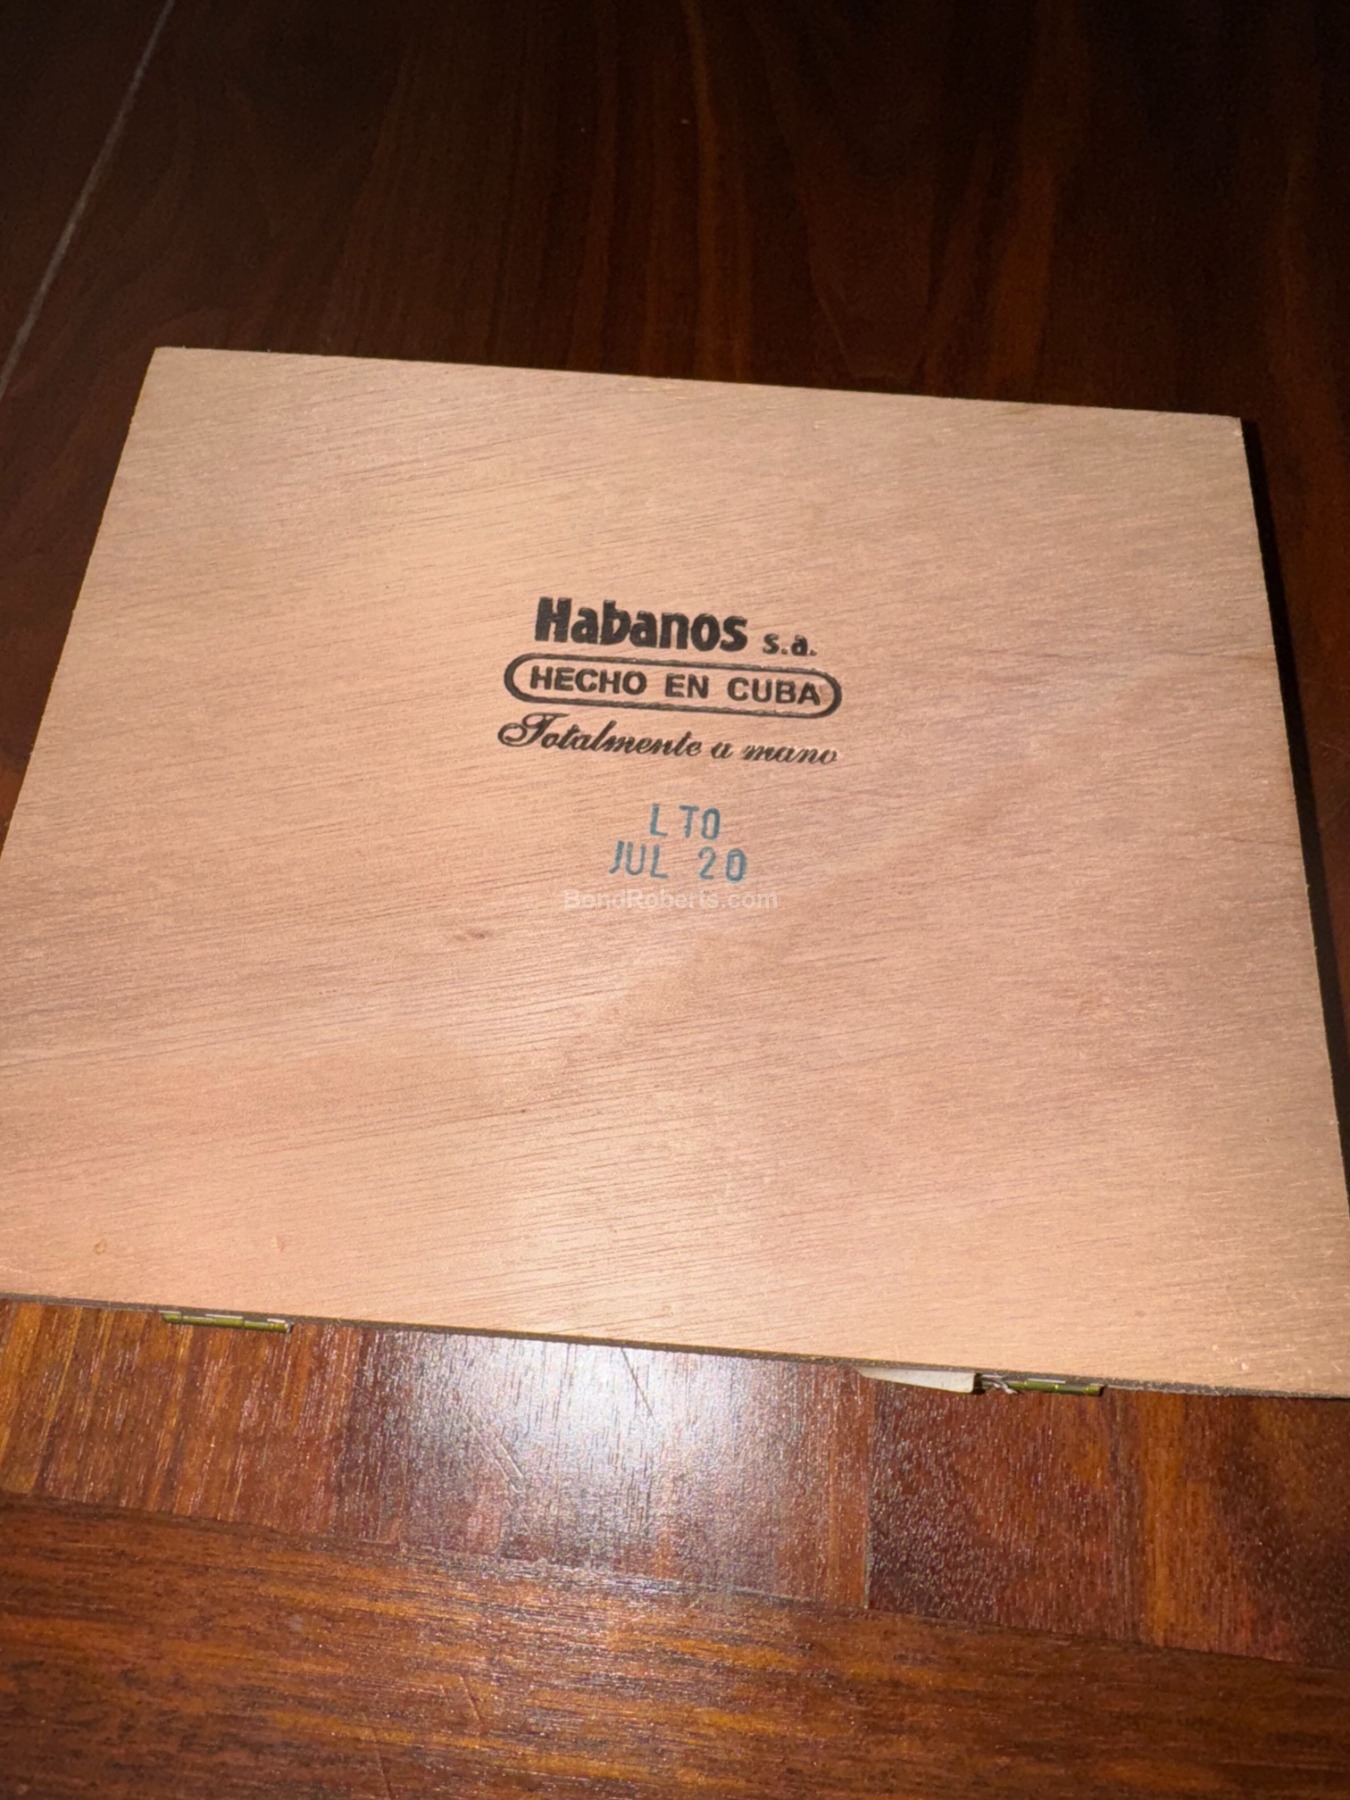 Habanos s.a.
HECHO EN CUBA
Totalmente a mano
LTO
JUL 20
BondRoberts.com